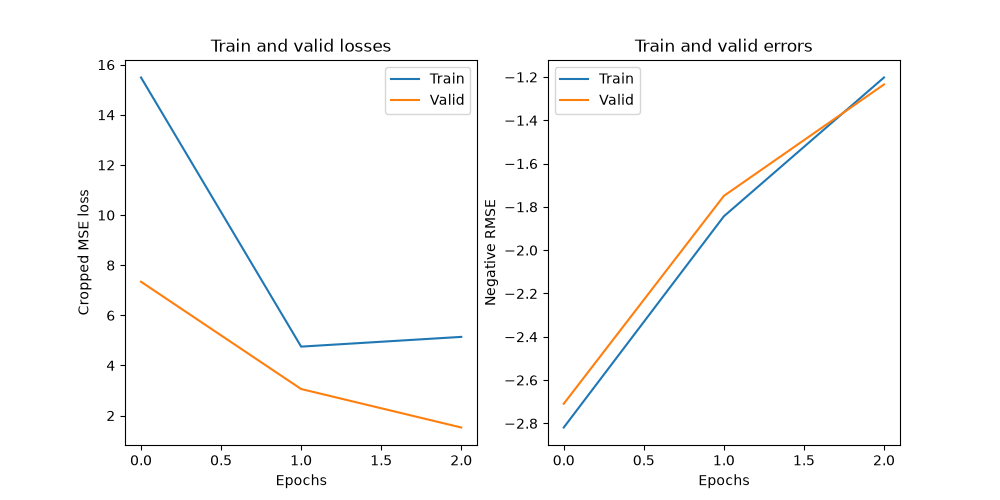 Train and valid losses
16
14
12
10
8
6
4
2
Cropped MSE loss
Train
Valid
0.0 0.5 1.0 1.5 2.0
Epochs
Train and valid errors
−1.2
−1.4
−1.6
−1.8
−2.0
−2.2
−2.4
−2.6
−2.8
Negative RMSE
Train
Valid
0.0 0.5 1.0 1.5 2.0
Epochs